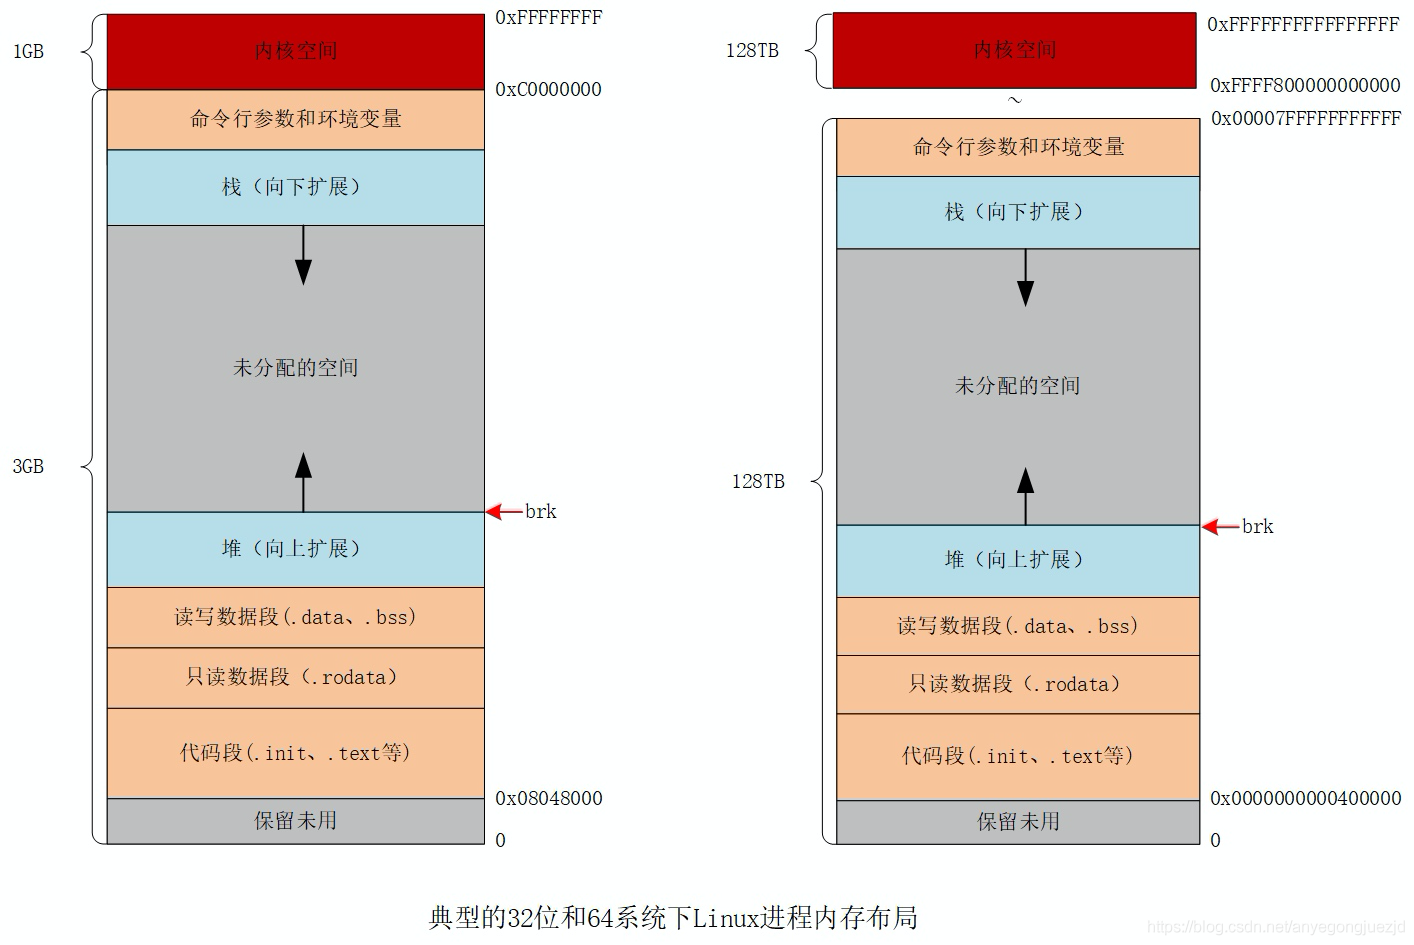 1GB
内核空间
0xFFFFFFFF
0xC0000000
命令行参数和环境变量
栈（向下扩展）
未分配的空间
3GB
brk
堆（向上扩展）
读写数据段(.data、.bss)
只读数据段（.rodata）
代码段(.init、.text等)
0x08048000
保留未用
0
128TB
内核空间
0xFFFFFFFFFFFFFFFF
0xFFFF800000000000
~
0x00007FFFFFFFFFFF
命令行参数和环境变量
栈（向下扩展）
未分配的空间
128TB
brk
堆（向上扩展）
读写数据段(.data、.bss)
只读数据段（.rodata）
代码段(.init、.text等)
0x0000000000400000
保留未用
0
典型的32位和64系统下Linux进程内存布局
https://blog.csdn.net/anyegongjuezjd